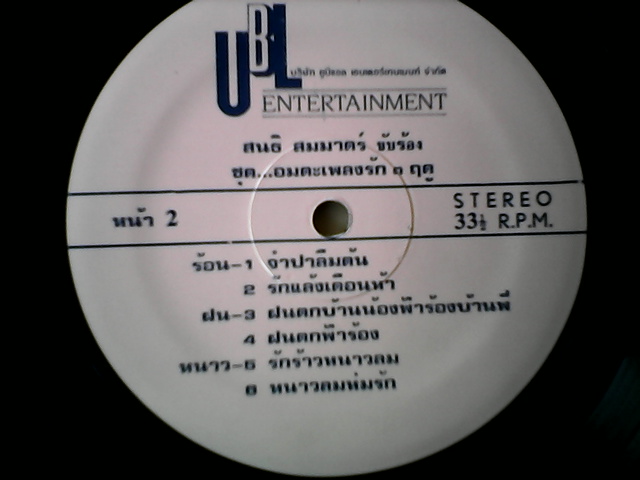 UBL
บริษัท ยูบิแอล เอนเตอร์เทนเมนท์ จำกัด
ENTERTAINMENT
สนธิ สมมาตร์ ขับร้อง
ชุด...อมตะเพลงรัก ๓ ฤดู
หน้า 2
STEREO
33½ R.P.M.
ร้อน-1 จำปาลืมต้น
2 รักแล้งเดือนห้า
ฝน-3 ฝนตกบ้านน้องฟ้าร้องบ้านพี่
4 ฝนตกฟ้าร้อง
หนาว-5 รักร้าวหนาวลม
6 หนาวลมห่มรัก